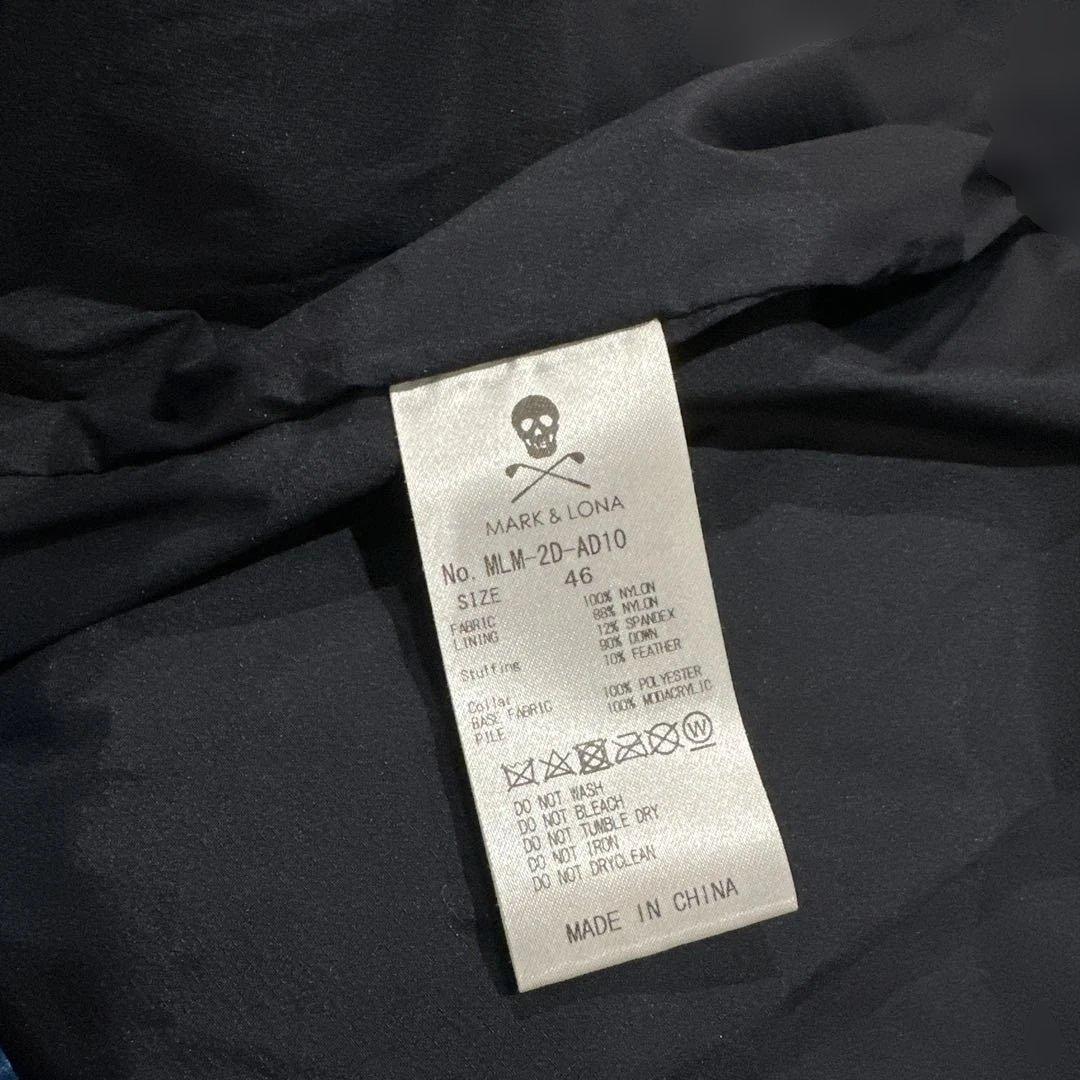 MARK & LONA
No. MLM-2D-AD10
SIZE 46
FABRIC 100% NYLON
LINING 88% NYLON
12% SPANDEX
Stuffing 90% DOWN
10% FEATHER
Collar
BASE FABRIC 100% POLYESTER
PILE 100% MODACRYLIC
W
DO NOT WASH
DO NOT BLEACH
DO NOT TUMBLE DRY
DO NOT IRON
DO NOT DRYCLEAN
MADE IN CHINA